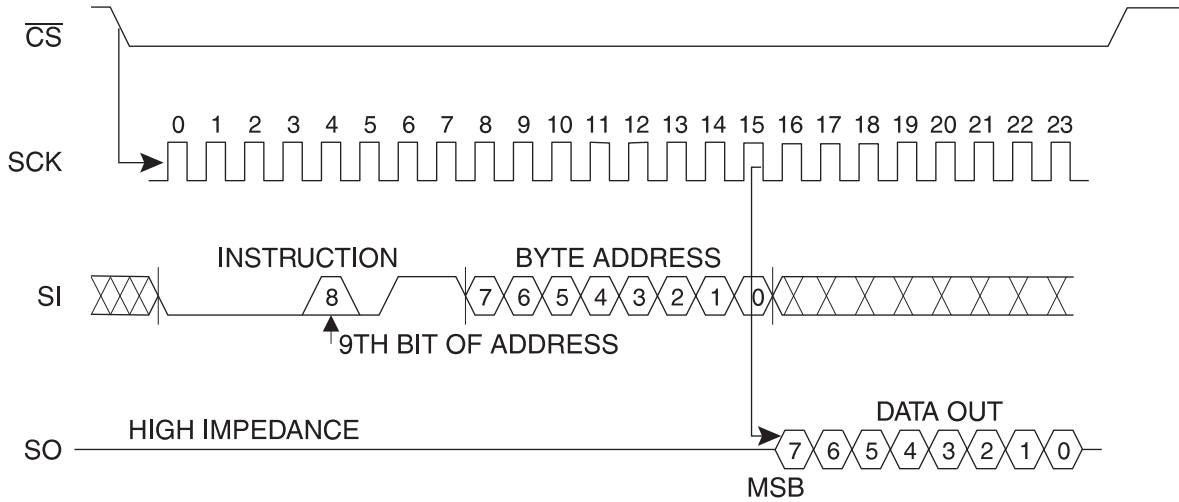 CS
0 1 2 3 4 5 6 7 8 9 10 11 12 13 14 15 16 17 18 19 20 21 22 23
SCK
INSTRUCTION BYTE ADDRESS
SI 8 7 6 5 4 3 2 1 0
9TH BIT OF ADDRESS
HIGH IMPEDANCE DATA OUT
SO 7 6 5 4 3 2 1 0
MSB